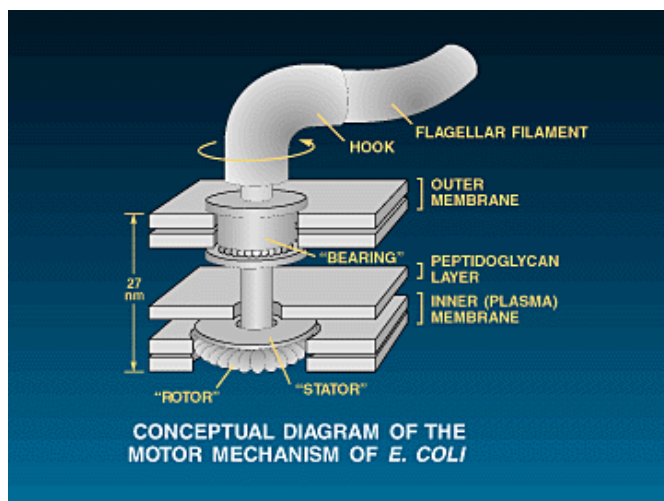 FLAGELLAR FILAMENT
HOOK
OUTER
MEMBRANE
"BEARING"
PEPTIDOGLYCAN
LAYER
27
nm
INNER (PLASMA)
MEMBRANE
"STATOR"
"ROTOR"
CONCEPTUAL DIAGRAM OF THE
MOTOR MECHANISM OF E. COLI